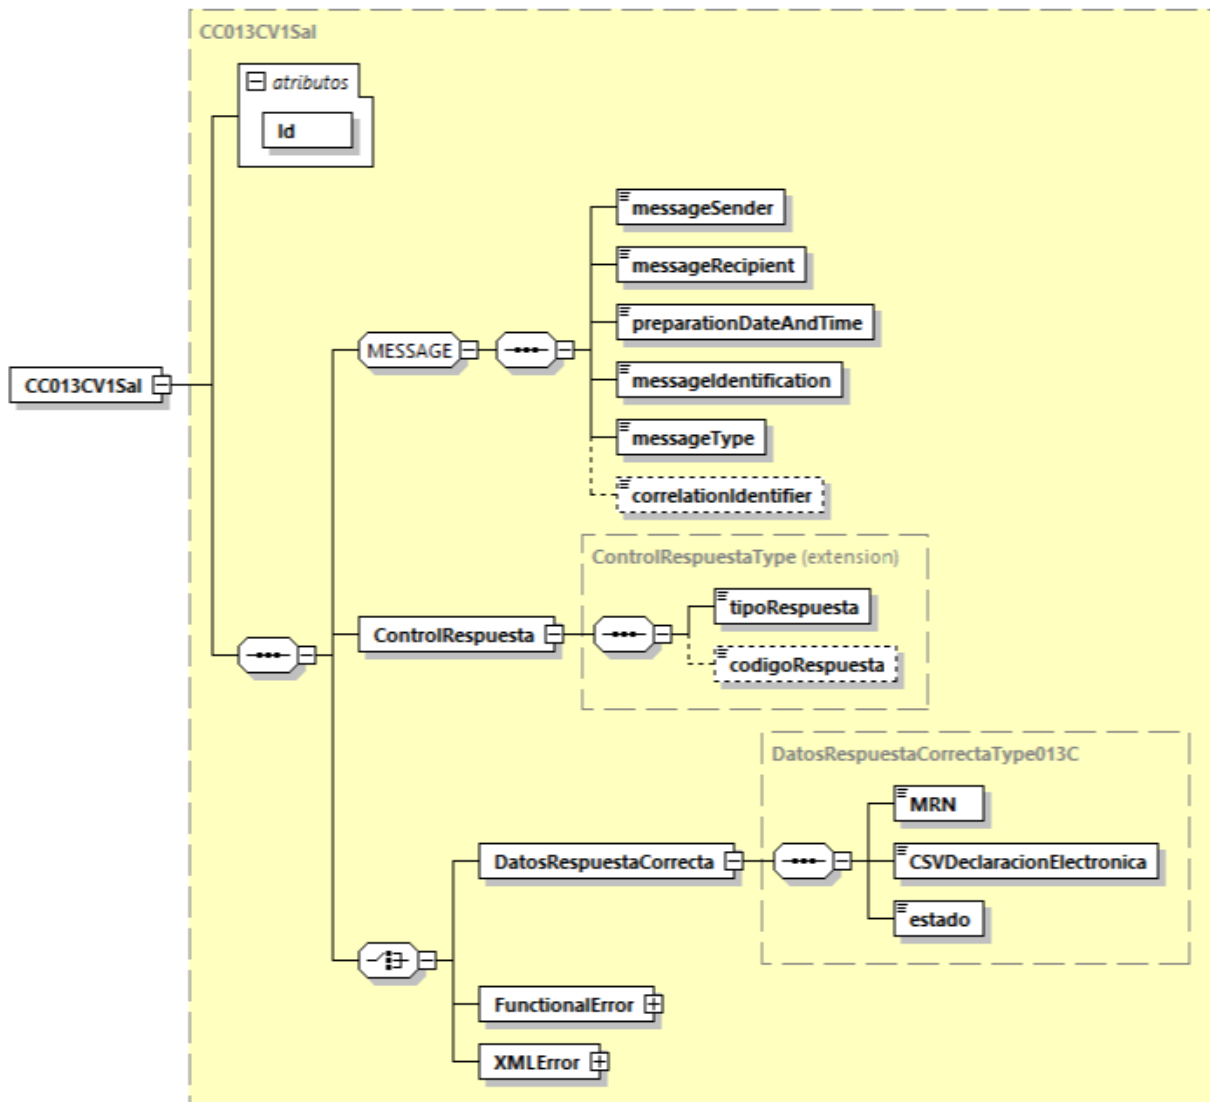 CC013CV1Sal
atributos
Id
messageSender
messageRecipient
preparationDateAndTime
MESSAGE
messageIdentification
CC013CV1Sal
messageType
correlationIdentifier
ControlRespuestaType (extension)
tipoRespuesta
ControlRespuesta
codigoRespuesta
DatosRespuestaCorrectaType013C
MRN
DatosRespuestaCorrecta
CSVDeclaracionElectronica
estado
FunctionalError
XMLError